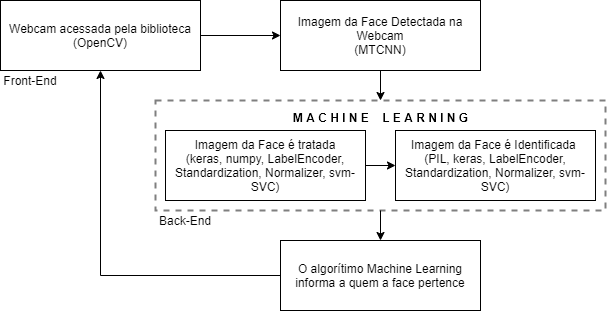 Webcam acessada pela biblioteca
(OpenCV)
Imagem da Face Detectada na
Webcam
(MTCNN)
Front-End
MACHINE LEARNING
Imagem da Face é tratada
(keras, numpy, LabelEncoder,
Standardization, Normalizer, svm-
SVC)
Imagem da Face é Identificada
(PIL, keras, LabelEncoder,
Standardization, Normalizer, svm-
SVC)
Back-End
O algorítimo Machine Learning
informa a quem a face pertence